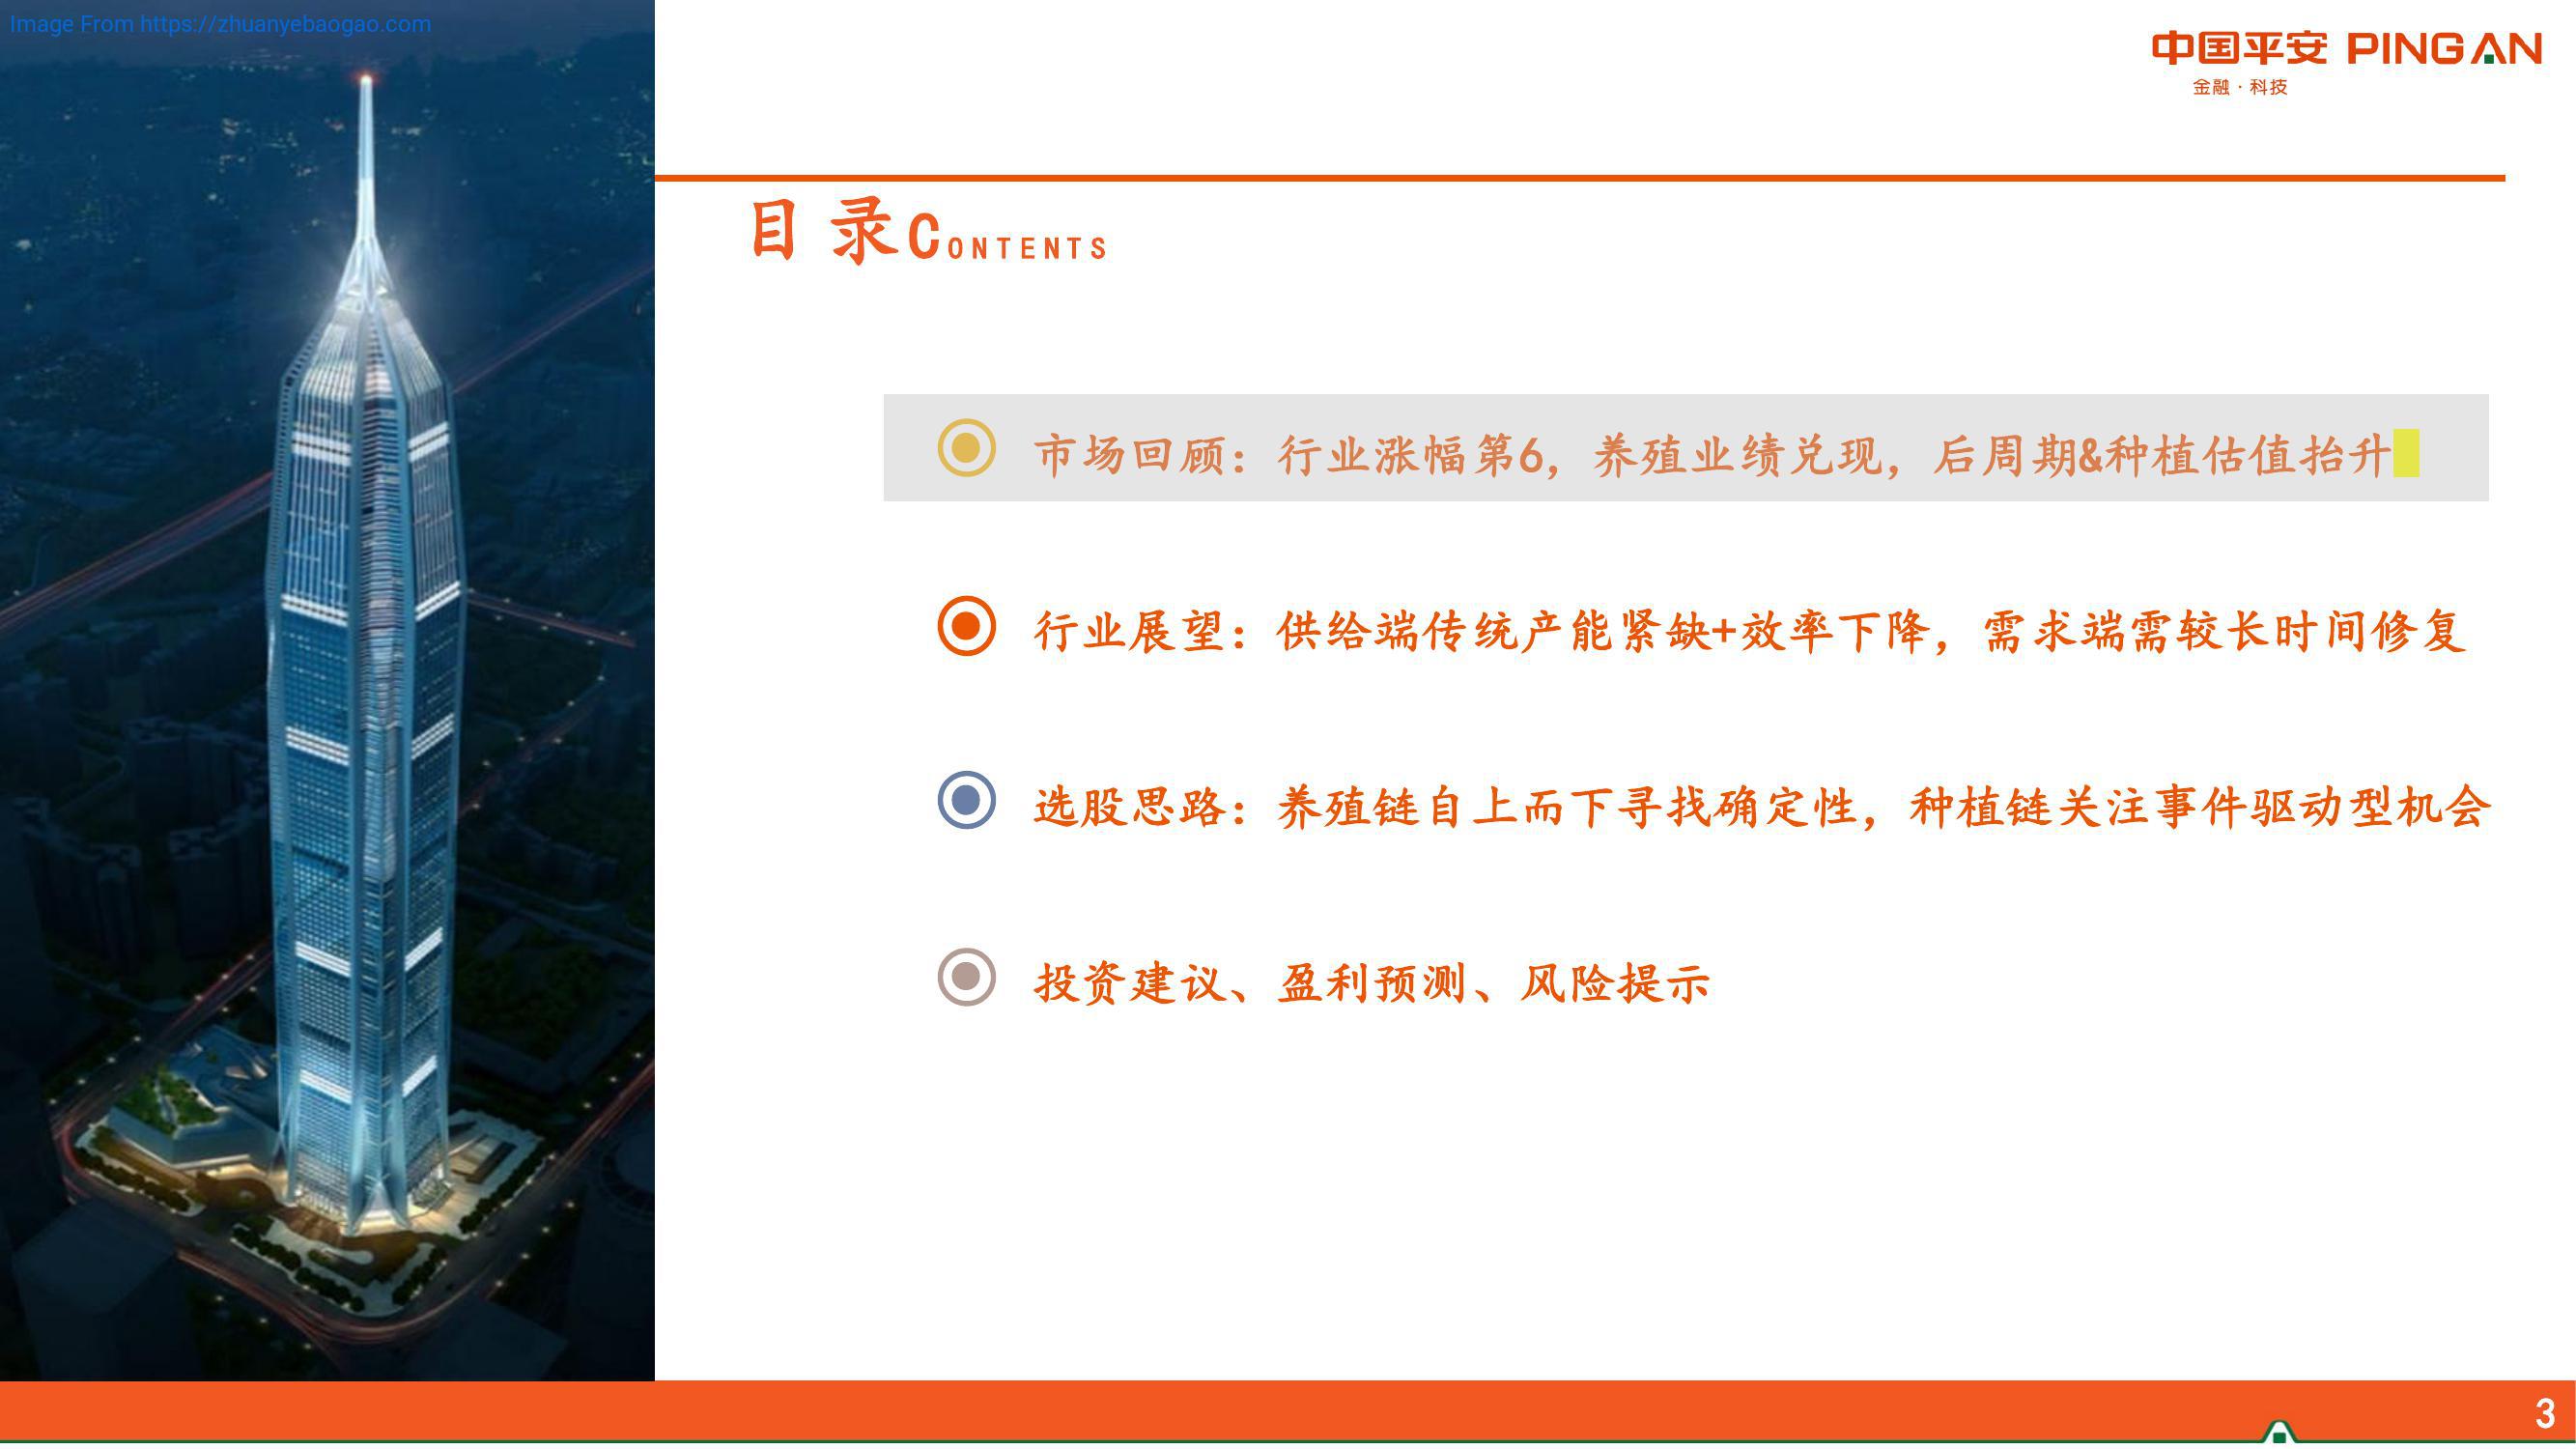 Image From https://zhuanyebaogao.com
中国平安 PING AN
金融·科技
目录CONTENTS
市场回顾：行业涨幅第6，养殖业绩兑现，后周期&种植估值抬升
行业展望：供给端传统产能紧缺+效率下降，需求端需较长时间修复
选股思路：养殖链自上而下寻找确定性，种植链关注事件驱动型机会
投资建议、盈利预测、风险提示
3